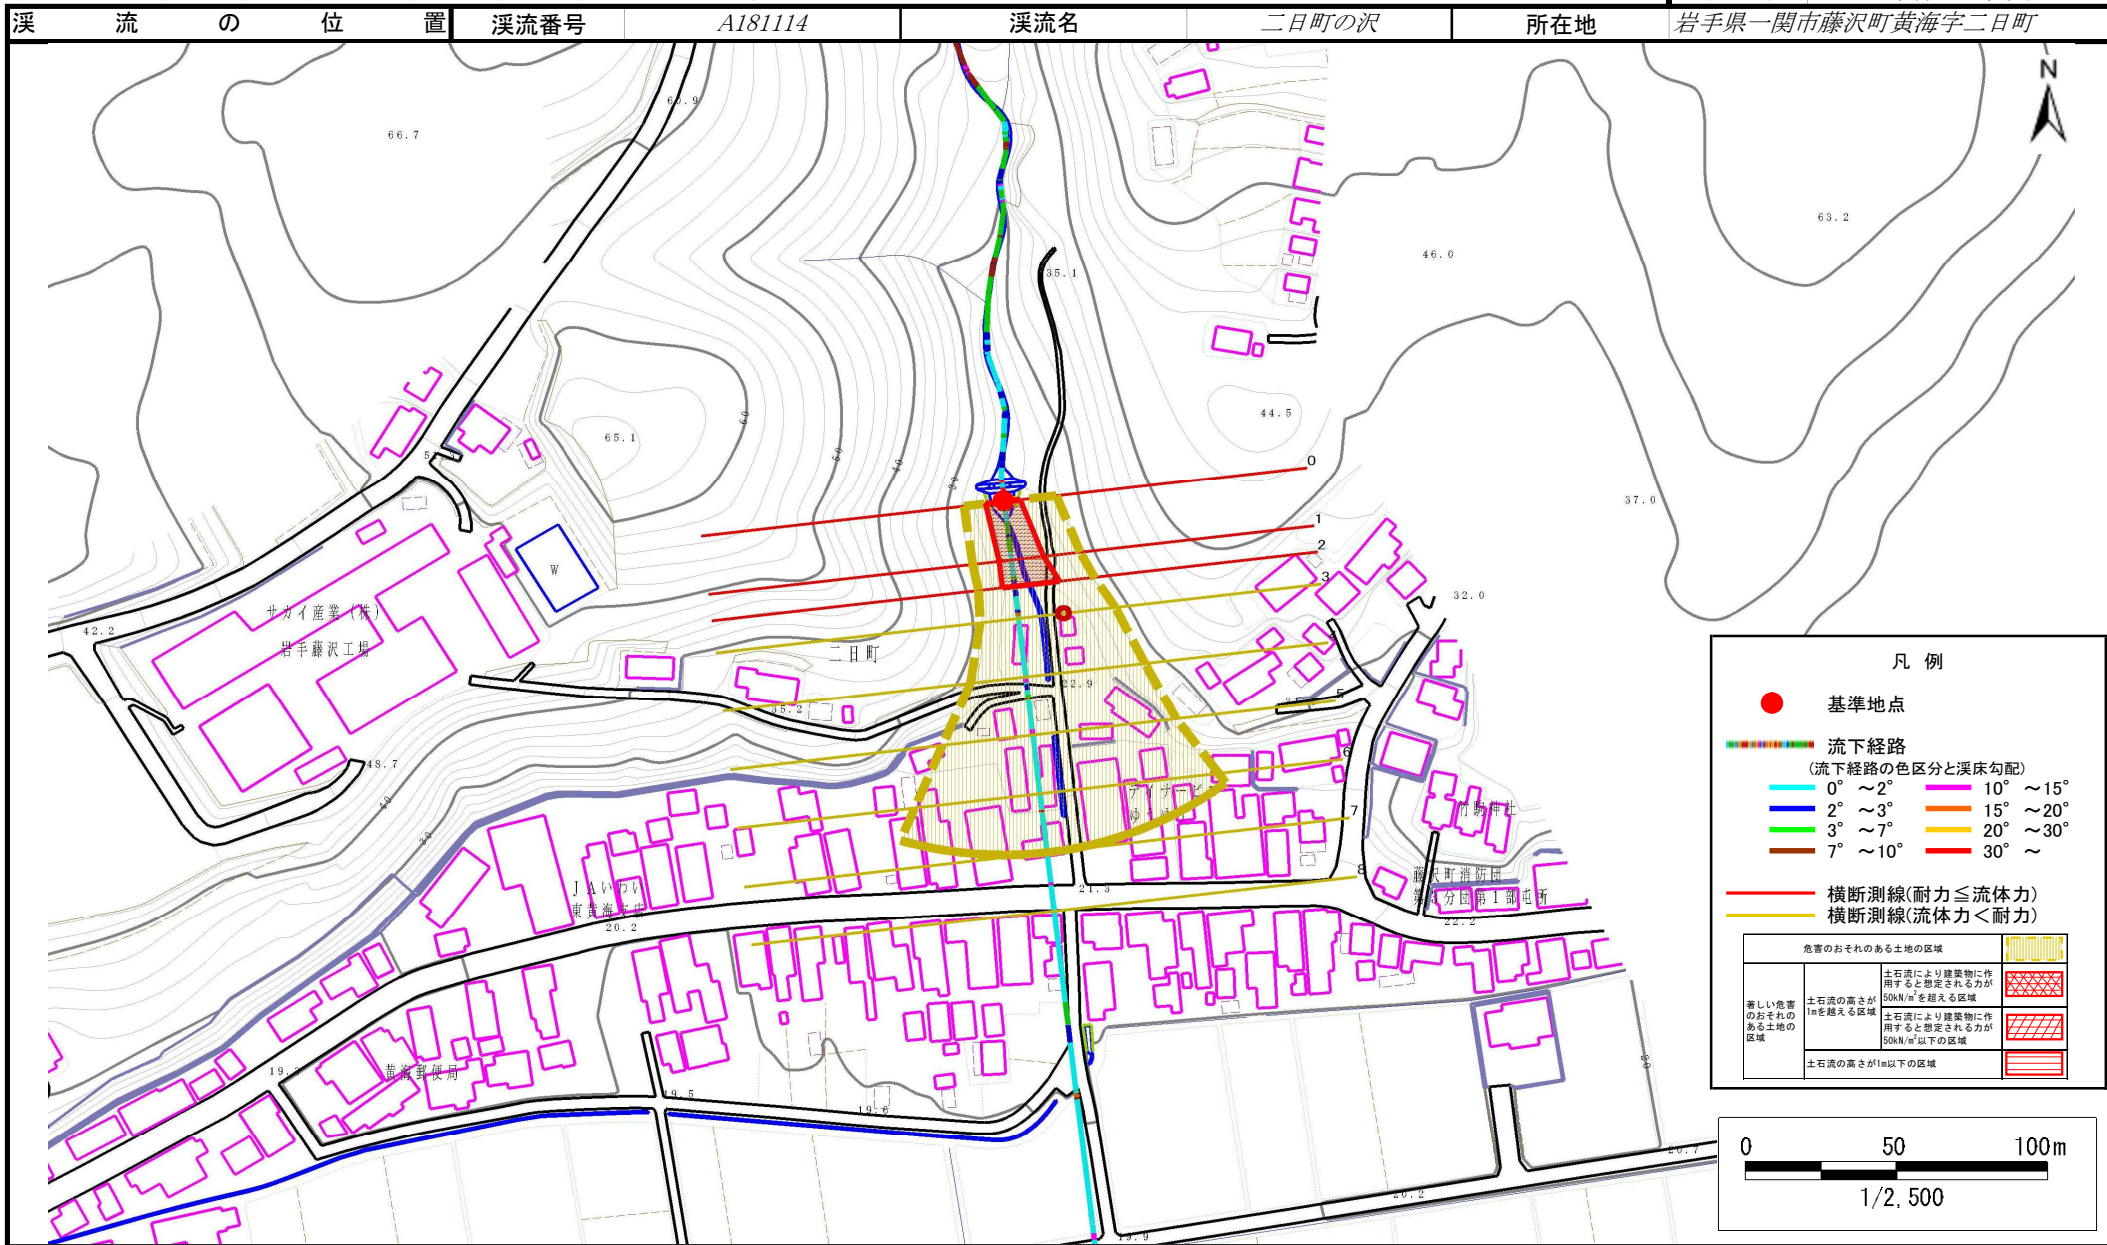 渓流の位置 渓流番号 A181114 渓流名 二日町の沢 所在地 岩手県一関市藤沢町黄海字二日町
N
60.9
66.7
63.2
46.0
35.1
44.5
65.1
60
50
40
37.0
0
1
2
3
5
6
7
8
W
サカイ産業(株)
岩手藤沢工場
42.2
二日町
32.0
22.9
35.2
48.7
40
30
竹駒神社
JAいわい
東黄海支店
20.2
21.3
藤沢町消防団
22.2
黄海郵便局
19.5
19.6
20
20.7
20.2
19.9
凡 例
基準地点
流下経路
(流下経路の色区分と渓床勾配)
0° ~2° 10° ~15°
2° ~3° 15° ~20°
3° ~7° 20° ~30°
7° ~10° 30° ~
横断測線(耐力≦流体力)
横断測線(流体力<耐力)
危害のおそれのある土地の区域
著しい危害のおそれのある土地の区域
土石流の高さが1mを越える区域
土石流により建築物に作用すると想定される力が50kN/㎡を超える区域
土石流により建築物に作用すると想定される力が50kN/㎡以下の区域
土石流の高さが1m以下の区域
0 50 100m
1/2,500